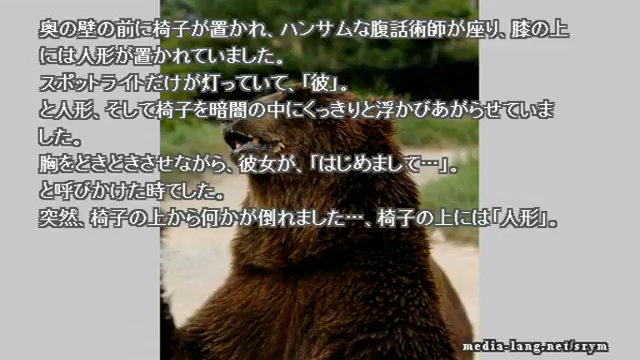 奥の壁の前に椅子が置かれ、ハンサムな腹話術師が座り、膝の上
には人形が置かれていました。
スポットライトだけが灯っていて、「彼」。
と人形、そして椅子を暗闇の中にくっきりと浮かびあがらせていま
した。
胸をときどきさせながら、彼女が、「はじめまして…」。
と呼びかけた時でした。
突然、椅子の上から何かが倒れました…、椅子の上には「人形」。
media-lang.net/srym